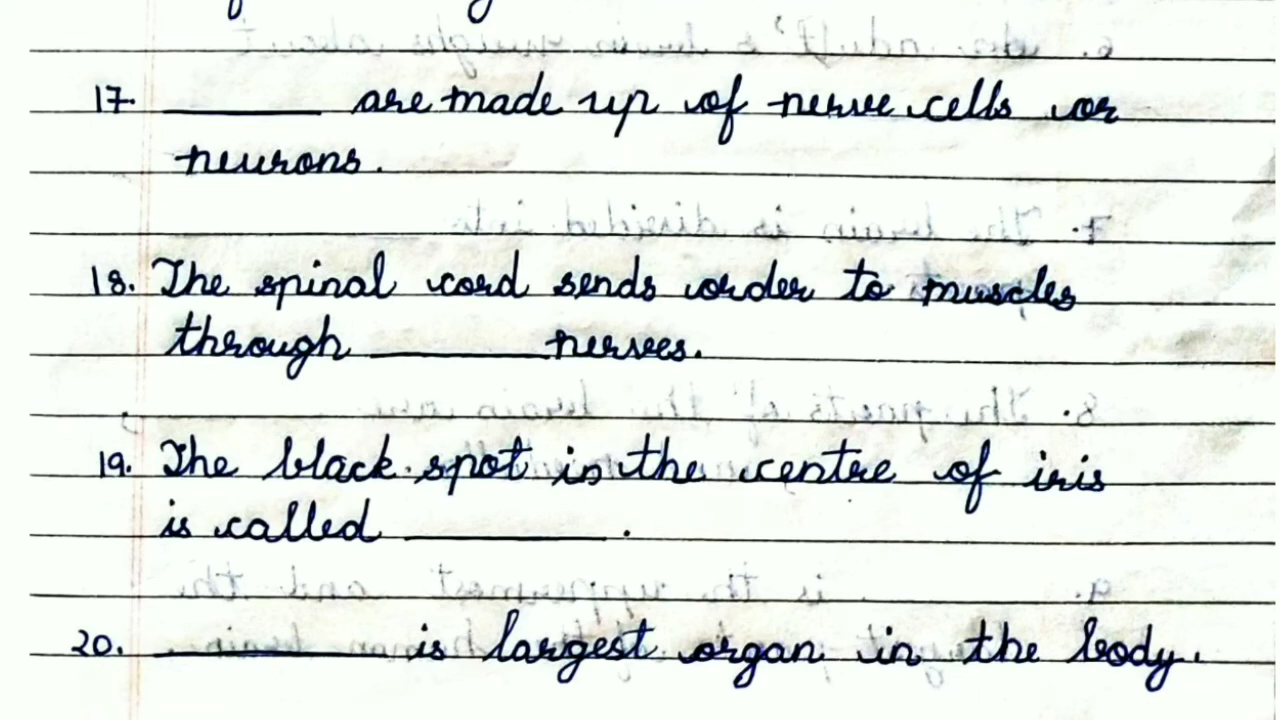 17. ________ are made up of nerve cells or
neurons.
18. The spinal cord sends order to muscles
through ________ nerves.
19. The black spot in the centre of iris
is called ________.
20. ________ is largest organ in the body.